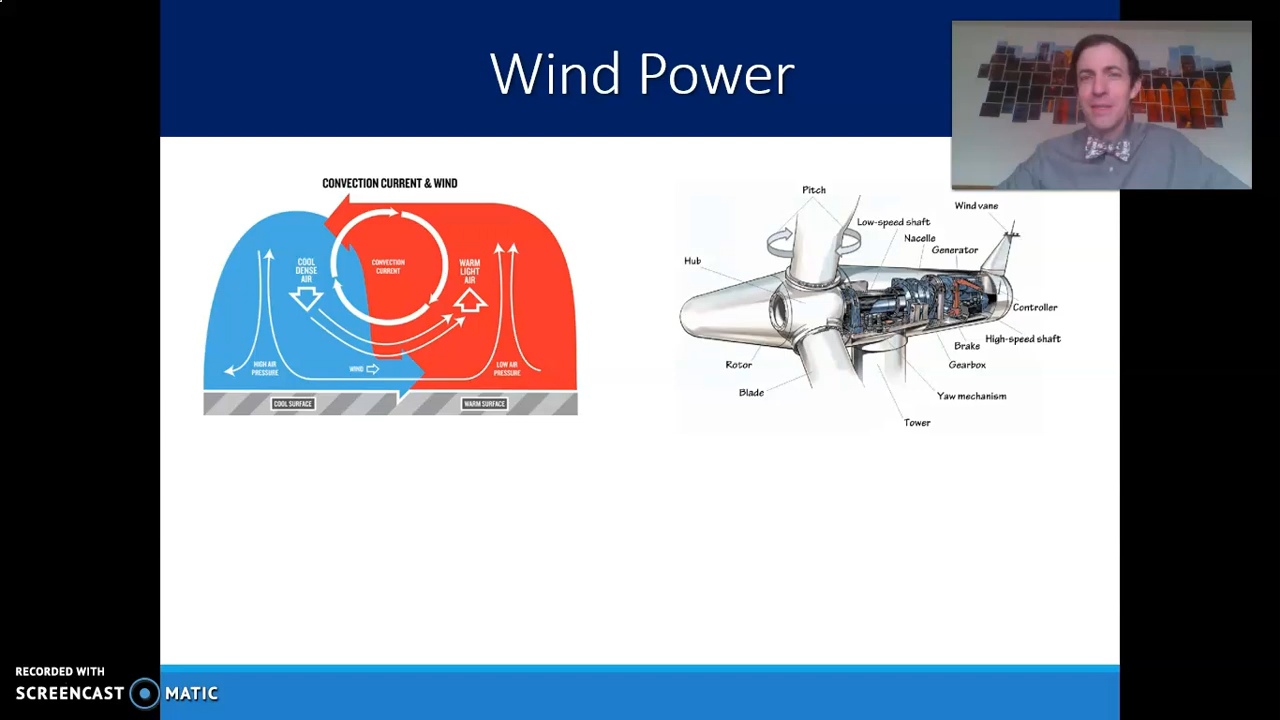 Wind Power
CONVECTION CURRENT & WIND
COOL
DENSE
AIR
CONVECTION
CURRENT
WARM
LIGHT
AIR
HIGH AIR
PRESSURE
WIND
LOW AIR
PRESSURE
COOL SURFACE
WARM SURFACE
Pitch
Wind vane
Low-speed shaft
Nacelle
Generator
Hub
Controller
High-speed shaft
Brake
Rotor
Gearbox
Blade
Yaw mechanism
Tower
RECORDED WITH
SCREENCAST MATIC